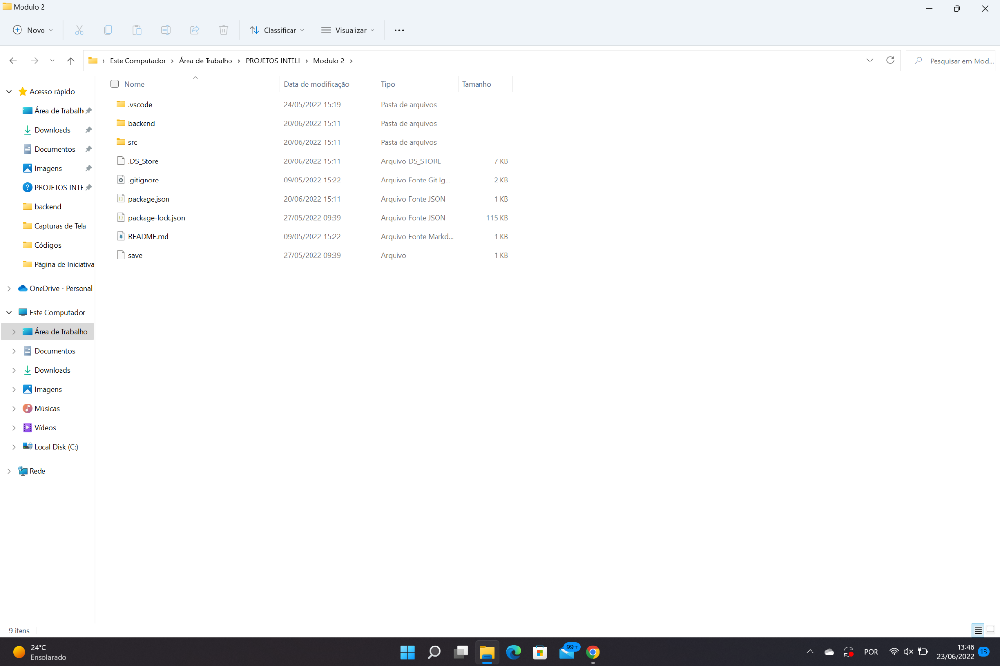 Modulo 2
Novo
Classificar
Visualizar
Este Computador > Área de Trabalho > PROJETOS INTELI > Modulo 2 >
Pesquisar em Mod...
Nome Data de modificação Tipo Tamanho
.vscode 24/05/2022 15:19 Pasta de arquivos
backend 20/06/2022 15:11 Pasta de arquivos
src 20/06/2022 15:11 Pasta de arquivos
.DS_Store 20/06/2022 15:11 Arquivo DS_STORE 7 KB
.gitignore 09/05/2022 15:22 Arquivo Fonte Git Ig... 2 KB
package.json 20/06/2022 15:11 Arquivo Fonte JSON 1 KB
package-lock.json 27/05/2022 09:39 Arquivo Fonte JSON 115 KB
README.md 09/05/2022 15:22 Arquivo Fonte Markd... 1 KB
save 27/05/2022 09:39 Arquivo 1 KB
Acesso rápido
Área de Trabalh
Downloads
Documentos
Imagens
PROJETOS INTE
backend
Capturas de Tela
Códigos
Página de Iniciativa
OneDrive - Personal
Este Computador
Área de Trabalho
Documentos
Downloads
Imagens
Músicas
Vídeos
Local Disk (C:)
Rede
9 itens
24°C
Ensolarado
99+
POR
13:46
23/06/2022
13